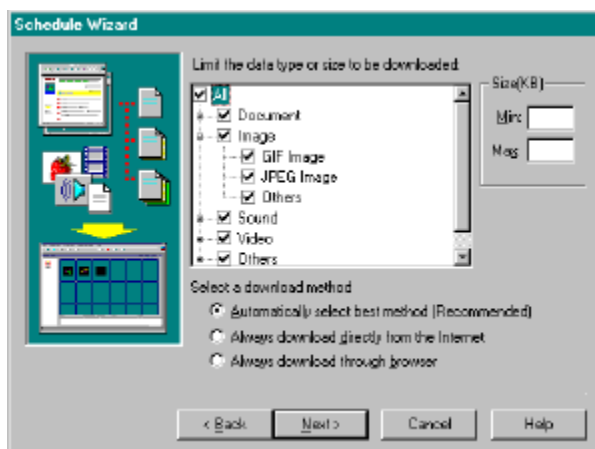 Schedule Wizard
Limit the data type or size to be downloaded:
All
Document
Image
GIF Image
JPEG Image
Others
Sound
Video
Others
Size(KB)
Min:
Max:
Select a download method
Automatically select best method (Recommended)
Always download directly from the Internet
Always download through browser
< Back
Next >
Cancel
Help